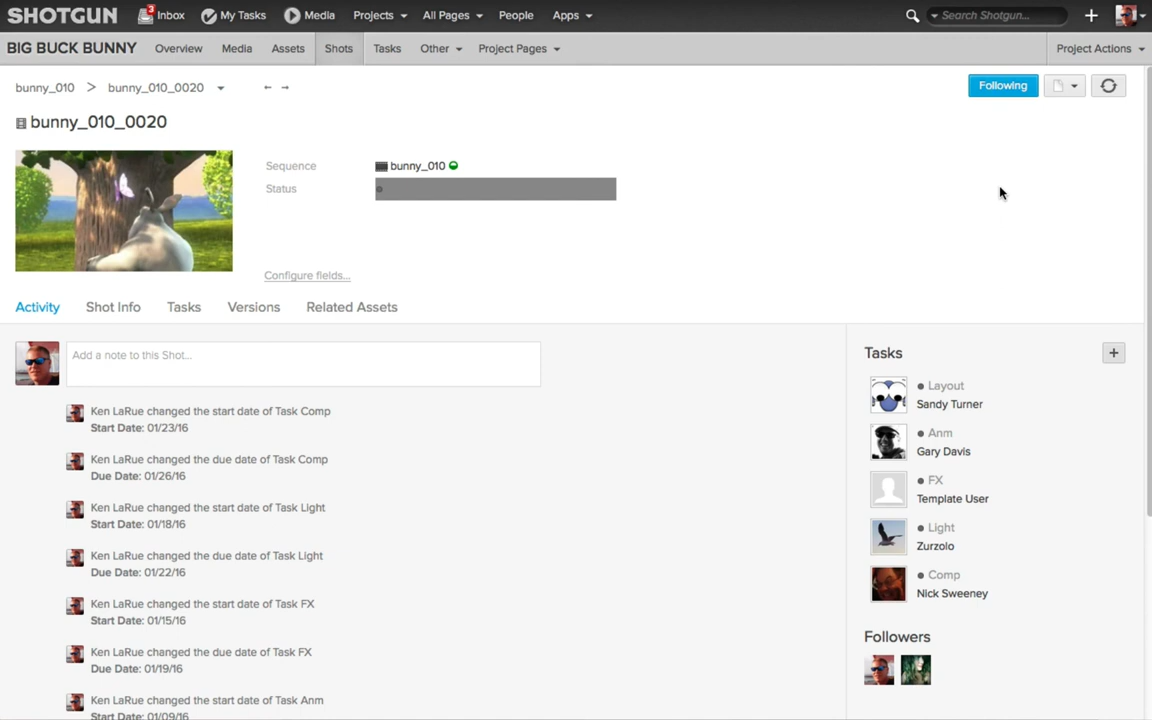 SHOTGUN 3 Inbox My Tasks Media Projects All Pages People Apps Search Shotgun...
BIG BUCK BUNNY Overview Media Assets Shots Tasks Other Project Pages Project Actions
bunny_010 > bunny_010_0020 ← → Following
bunny_010_0020
Sequence bunny_010
Status
Configure fields...
Activity Shot Info Tasks Versions Related Assets
Add a note to this Shot...
Ken LaRue changed the start date of Task Comp
Start Date: 01/23/16
Ken LaRue changed the due date of Task Comp
Due Date: 01/26/16
Ken LaRue changed the start date of Task Light
Start Date: 01/18/16
Ken LaRue changed the due date of Task Light
Due Date: 01/22/16
Ken LaRue changed the start date of Task FX
Start Date: 01/15/16
Ken LaRue changed the due date of Task FX
Due Date: 01/19/16
Ken LaRue changed the start date of Task Anm
Start Date: 01/09/16
Tasks +
Layout
Sandy Turner
Anm
Gary Davis
FX
Template User
Light
Zurzolo
Comp
Nick Sweeney
Followers